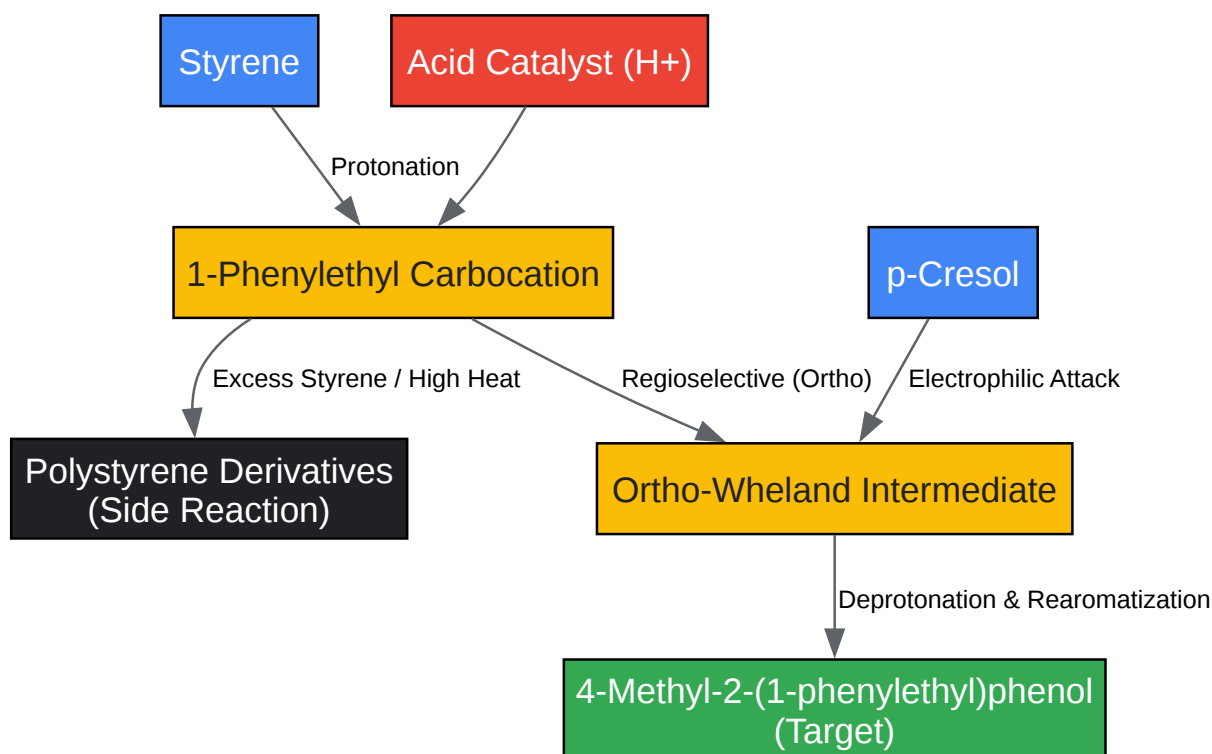 Styrene
Acid Catalyst (H+)
Protonation
1-Phenylethyl Carbocation
p-Cresol
Excess Styrene / High Heat
Regioselective (Ortho)
Electrophilic Attack
Polystyrene Derivatives
(Side Reaction)
Ortho-Wheland Intermediate
Deprotonation & Rearomatization
4-Methyl-2-(1-phenylethyl)phenol
(Target)